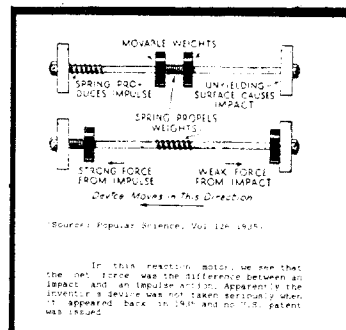 MOVABLE WEIGHTS
SPRING PRO-
DUCES IMPULSE
UNYIELDING
SURFACE CAUSES
IMPACT
SPRING PROPELS
WEIGHTS
STRONG FORCE
FROM IMPULSE
WEAK FORCE
FROM IMPACT
Device Moves in This Direction
Source: Popular Science, Vol 126 1935.
In this reaction motor, we see that
the net force was the difference between an
impact and an impulse action. Apparently the
inventor's device was not taken seriously when
it appeared back in 1935 and no U.S. patent
was issued